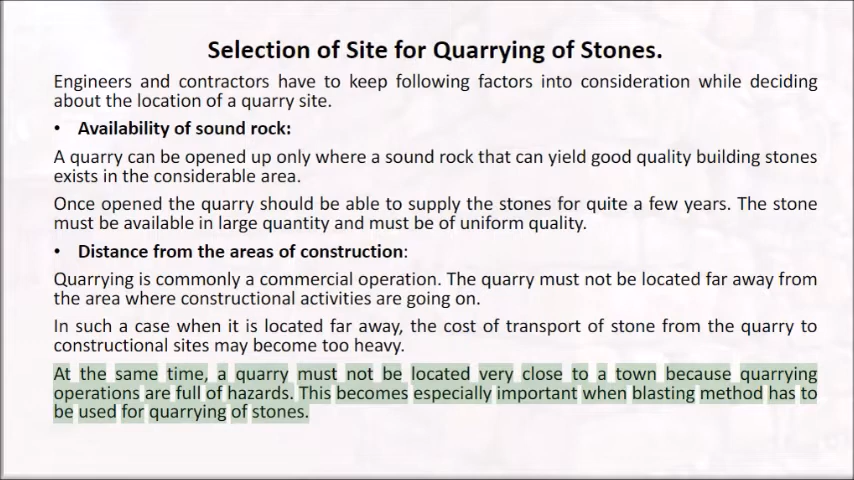 Selection of Site for Quarrying of Stones.
Engineers and contractors have to keep following factors into consideration while deciding
about the location of a quarry site.
• Availability of sound rock:
A quarry can be opened up only where a sound rock that can yield good quality building stones
exists in the considerable area.
Once opened the quarry should be able to supply the stones for quite a few years. The stone
must be available in large quantity and must be of uniform quality.
• Distance from the areas of construction:
Quarrying is commonly a commercial operation. The quarry must not be located far away from
the area where constructional activities are going on.
In such a case when it is located far away, the cost of transport of stone from the quarry to
constructional sites may become too heavy.
At the same time, a quarry must not be located very close to a town because quarrying
operations are full of hazards. This becomes especially important when blasting method has to
be used for quarrying of stones.